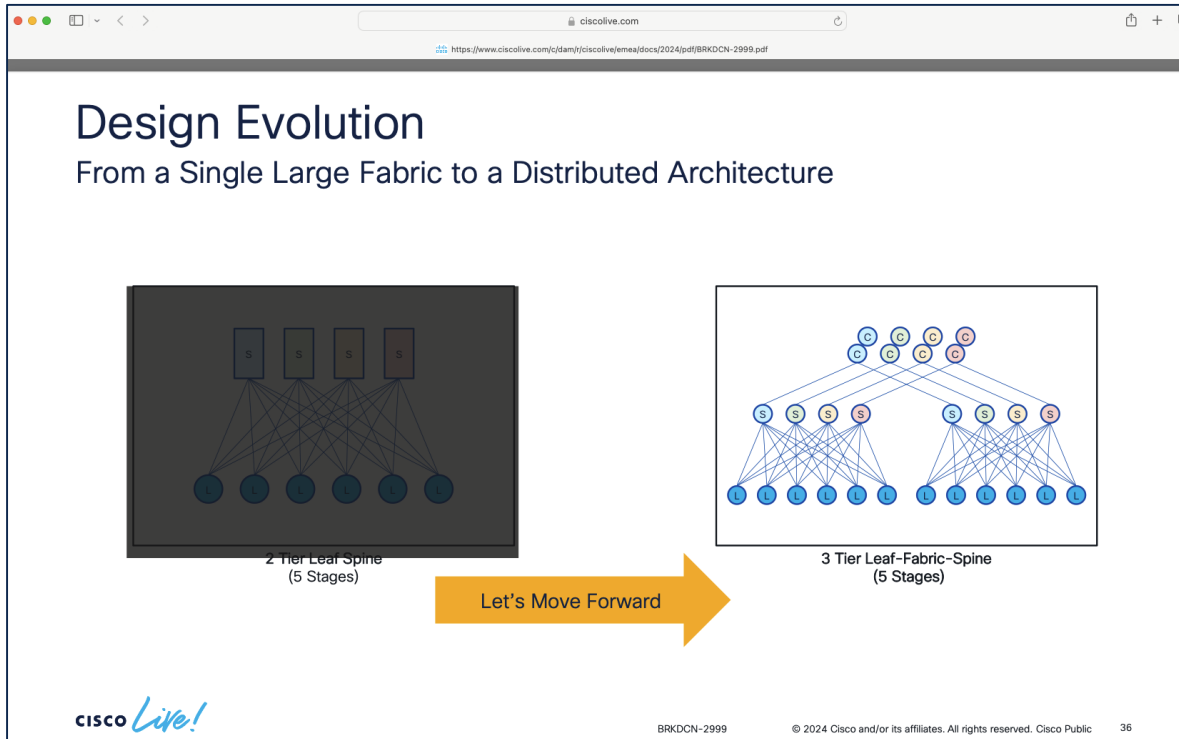 ciscolive.com
https://www.ciscolive.com/c/dam/r/ciscolive/emea/docs/2024/pdf/BRKDCN-2999.pdf
Design Evolution
From a Single Large Fabric to a Distributed Architecture
S S S S
L L L L L L
2 Tier Leaf Spine
(5 Stages)
C C C C
C C C C
S S S S S S S S
L L L L L L L L L L L L
3 Tier Leaf-Fabric-Spine
(5 Stages)
Let's Move Forward
CISCO Live!
BRKDCN-2999
© 2024 Cisco and/or its affiliates. All rights reserved. Cisco Public
36